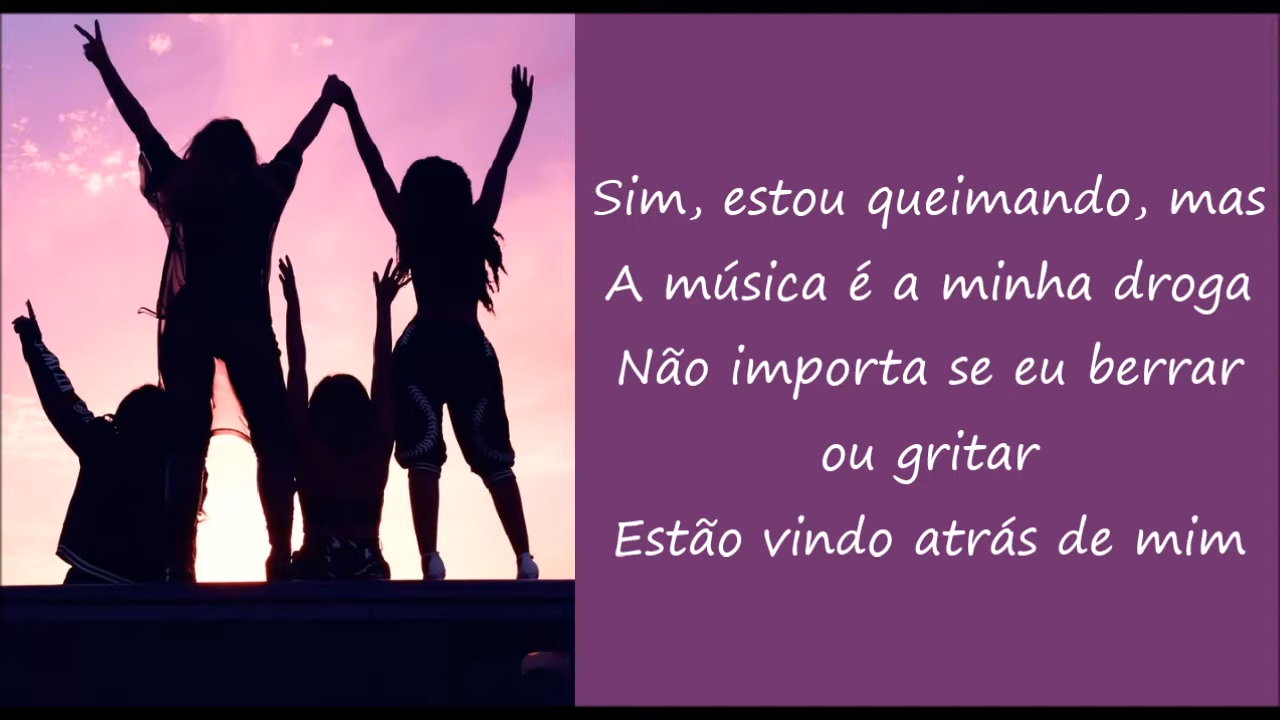 Sim, estou queimando, mas
A música é a minha droga
Não importa se eu berrar
ou gritar
Estão vindo atrás de mim